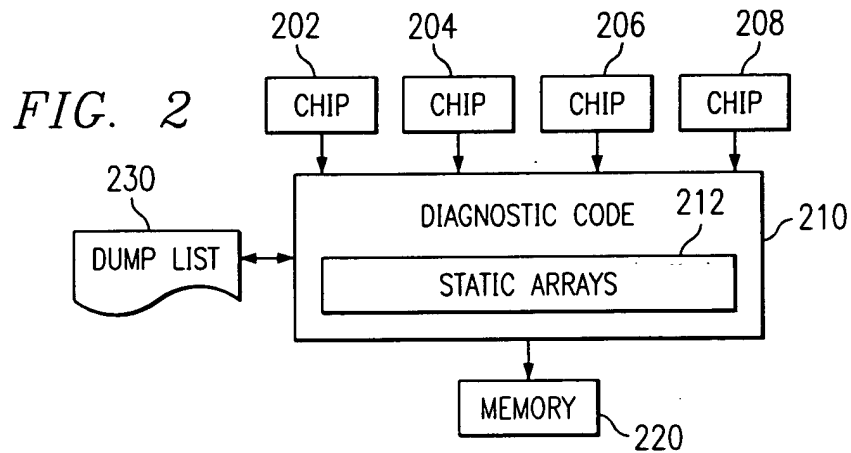 202 204 206 208
FIG. 2 CHIP CHIP CHIP CHIP
230
DIAGNOSTIC CODE 212 210
DUMP LIST
STATIC ARRAYS
MEMORY
220